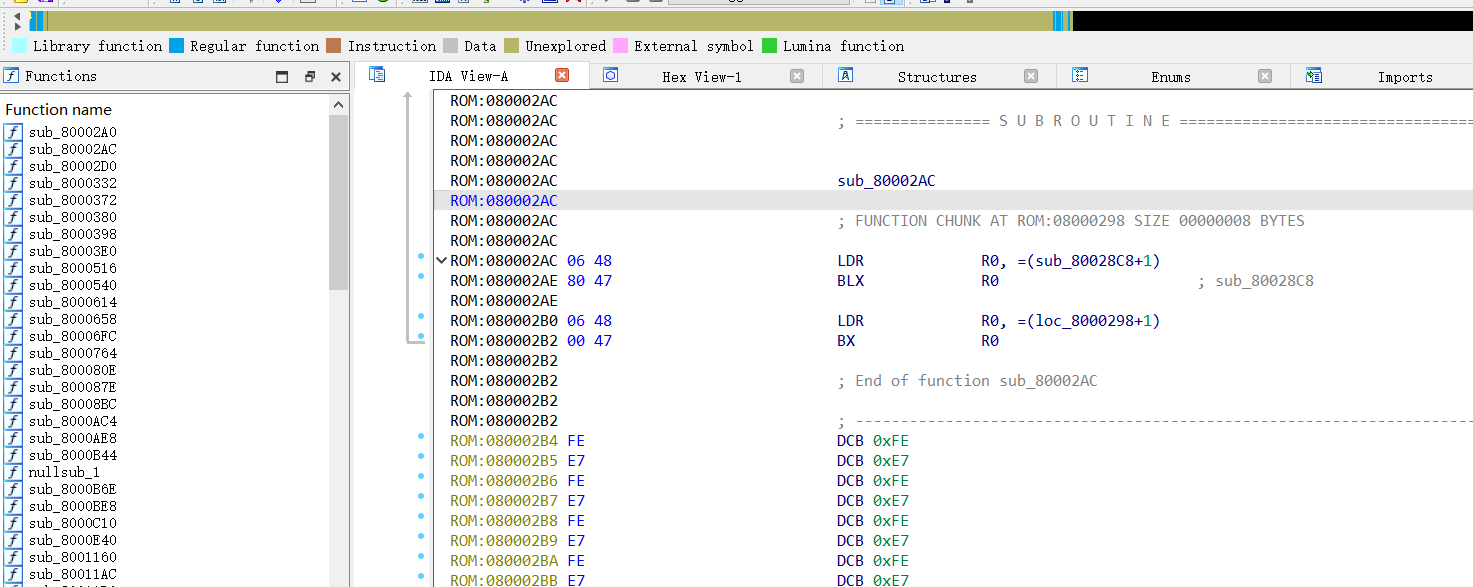 Library function Regular function Instruction Data Unexplored External symbol Lumina function
Functions
IDA View-A Hex View-1 Structures Enums Imports
Function name
sub_80002A0
sub_80002AC
sub_80002D0
sub_8000332
sub_8000372
sub_8000380
sub_8000398
sub_80003E0
sub_8000516
sub_8000540
sub_8000614
sub_8000658
sub_80006FC
sub_8000764
sub_800080E
sub_800087E
sub_80008BC
sub_8000AC4
sub_8000AE8
sub_8000B44
nullsub_1
sub_8000B6E
sub_8000BE8
sub_8000C10
sub_8000E40
sub_8001160
sub_80011AC
ROM:080002AC
ROM:080002AC ; =============== S U B R O U T I N E =================================
ROM:080002AC
ROM:080002AC
ROM:080002AC sub_80002AC
ROM:080002AC
ROM:080002AC ; FUNCTION CHUNK AT ROM:08000298 SIZE 00000008 BYTES
ROM:080002AC
ROM:080002AC 06 48 LDR R0, =(sub_80028C8+1)
ROM:080002AE 80 47 BLX R0 ; sub_80028C8
ROM:080002AE
ROM:080002B0 06 48 LDR R0, =(loc_8000298+1)
ROM:080002B2 00 47 BX R0
ROM:080002B2
ROM:080002B2 ; End of function sub_80002AC
ROM:080002B2
ROM:080002B2 ; ---------------------------------------------------------------------
ROM:080002B4 FE DCB 0xFE
ROM:080002B5 E7 DCB 0xE7
ROM:080002B6 FE DCB 0xFE
ROM:080002B7 E7 DCB 0xE7
ROM:080002B8 FE DCB 0xFE
ROM:080002B9 E7 DCB 0xE7
ROM:080002BA FE DCB 0xFE
ROM:080002BB E7 DCB 0xE7